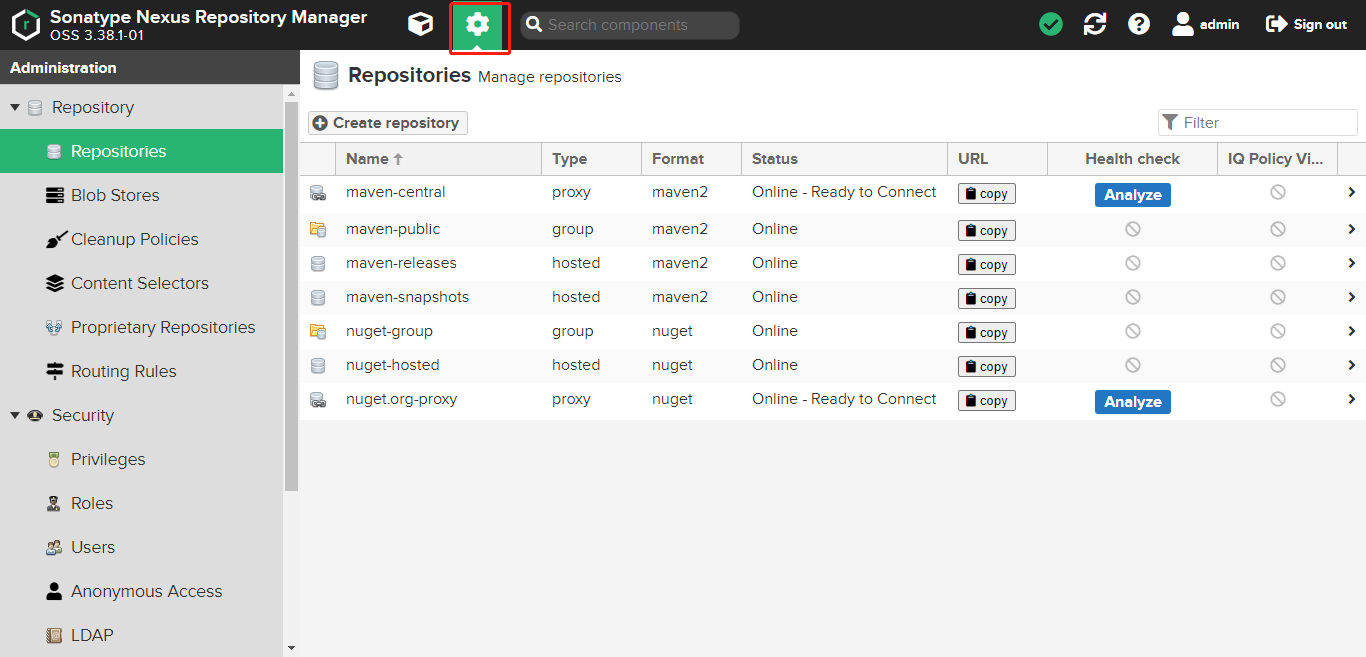 Sonatype Nexus Repository Manager
OSS 3.38.1-01
Search components
admin
Sign out
Administration
Repository
Repositories
Blob Stores
Cleanup Policies
Content Selectors
Proprietary Repositories
Routing Rules
Security
Privileges
Roles
Users
Anonymous Access
LDAP
Repositories Manage repositories
Create repository
Filter
Name Type Format Status URL Health check IQ Policy Vi...
maven-central proxy maven2 Online - Ready to Connect copy Analyze
maven-public group maven2 Online copy
maven-releases hosted maven2 Online copy
maven-snapshots hosted maven2 Online copy
nuget-group group nuget Online copy
nuget-hosted hosted nuget Online copy
nuget.org-proxy proxy nuget Online - Ready to Connect copy Analyze